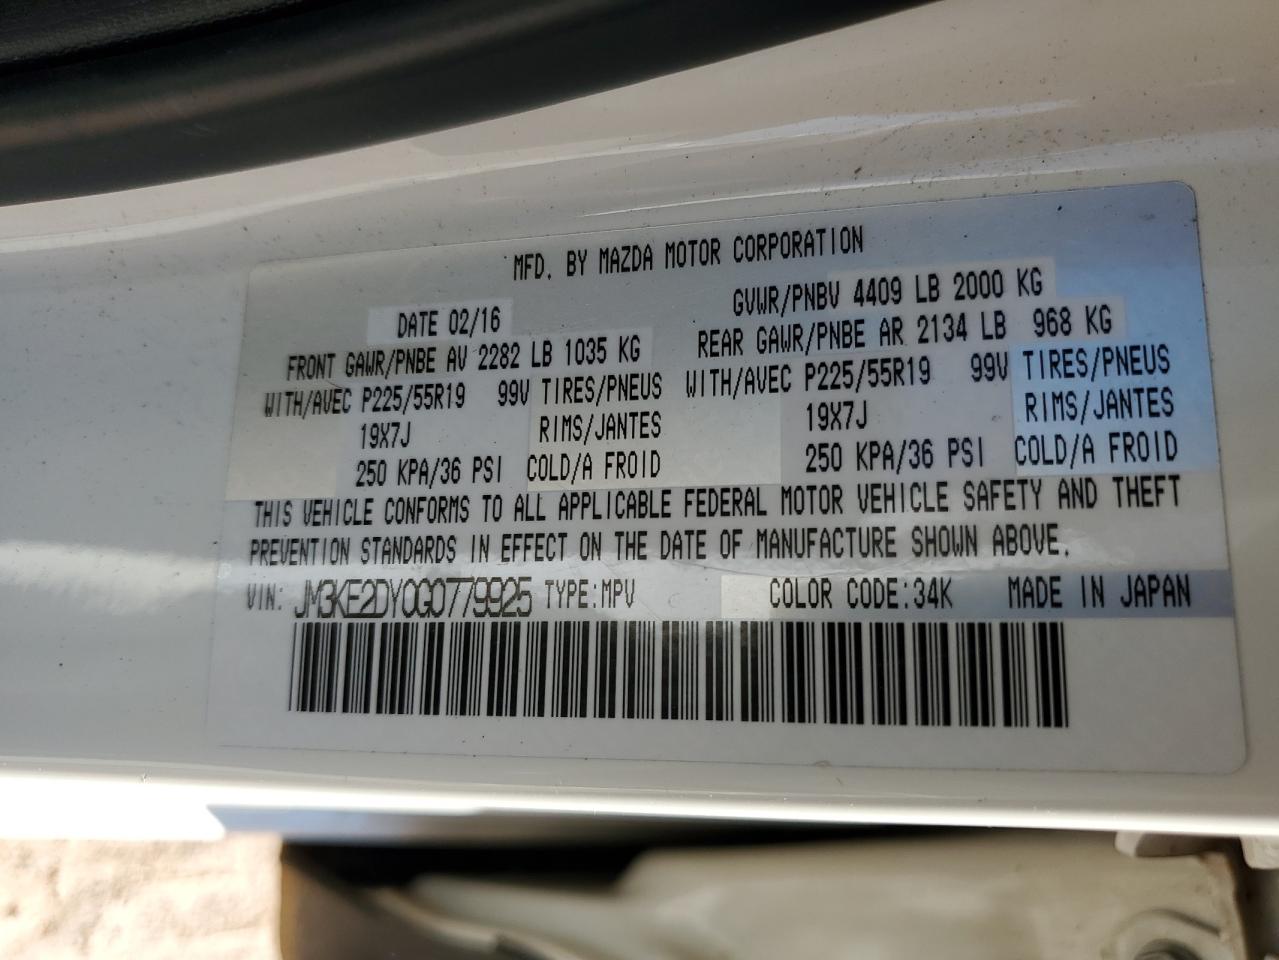 MFD. BY MAZDA MOTOR CORPORATION
DATE 02/16 GVWR/PNBV 4409 LB 2000 KG
FRONT GAWR/PNBE AV 2282 LB 1035 KG REAR GAWR/PNBE AR 2134 LB 968 KG
WITH/AVEC P225/55R19 99V TIRES/PNEUS WITH/AVEC P225/55R19 99V TIRES/PNEUS
19X7J RIMS/JANTES 19X7J RIMS/JANTES
250 KPA/36 PSI COLD/A FROID 250 KPA/36 PSI COLD/A FROID
THIS VEHICLE CONFORMS TO ALL APPLICABLE FEDERAL MOTOR VEHICLE SAFETY AND THEFT
PREVENTION STANDARDS IN EFFECT ON THE DATE OF MANUFACTURE SHOWN ABOVE.
VIN: JM3KE2DY0G0779925 TYPE:MPV COLOR CODE:34K MADE IN JAPAN